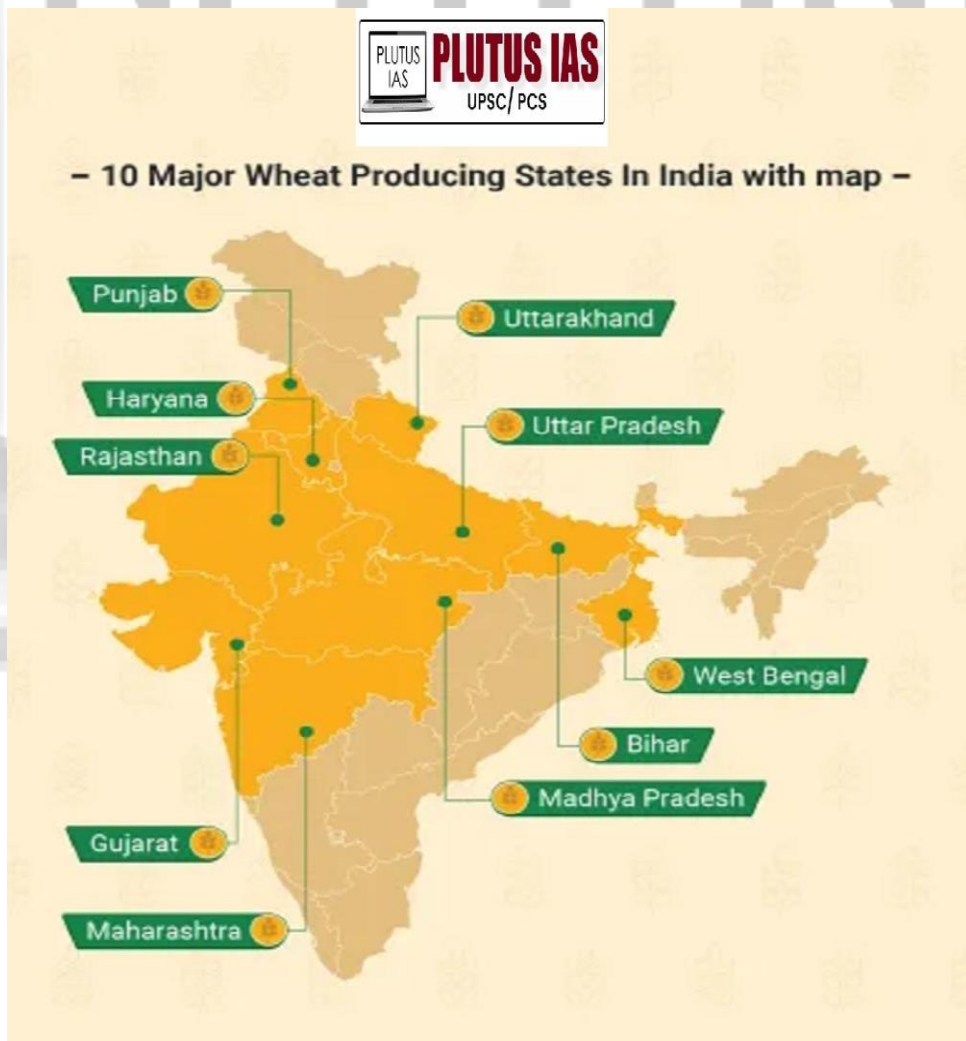 PLUTUS
IAS
PLUTUS IAS
UPSC/PCS
– 10 Major Wheat Producing States In India with map –
Punjab
Uttarakhand
Haryana
Uttar Pradesh
Rajasthan
West Bengal
Bihar
Madhya Pradesh
Gujarat
Maharashtra